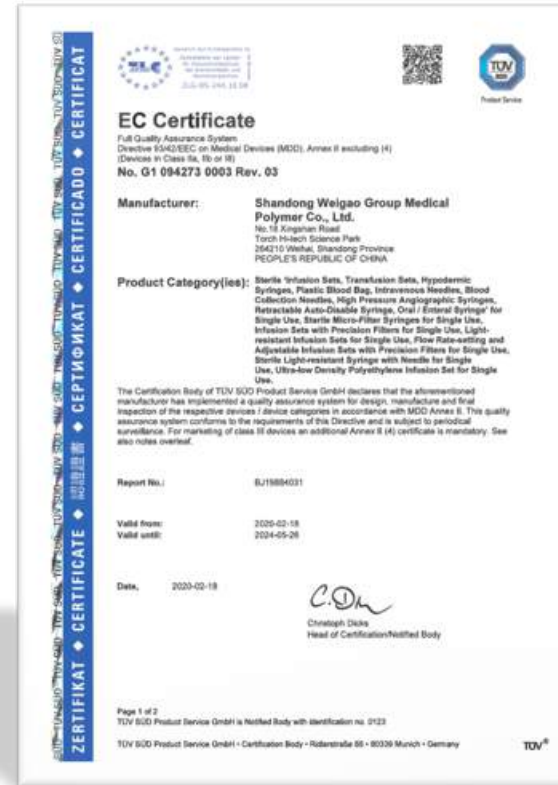 ZERTIFIKAT ◆ CERTIFICATE ◆ 認證證書 ◆ СЕРТИФИКАТ ◆ CERTIFICADO ◆ CERTIFICAT
ZLG
TÜV
SÜD
Product Service
EC Certificate
Full Quality Assurance System
Directive 93/42/EEC on Medical Devices (MDD), Annex II excluding (4)
(Devices in Class IIa, IIb or III)
No. G1 094273 0003 Rev. 03
Manufacturer:
Shandong Weigao Group Medical
Polymer Co., Ltd.
No.18 Xingshan Road
Torch Hi-tech Science Park
264210 Weihai, Shandong Province
PEOPLE'S REPUBLIC OF CHINA
Product Category(ies):
Sterile Infusion Sets, Transfusion Sets, Hypodermic
Syringes, Plastic Blood Bag, Intravenous Needles, Blood
Collection Needles, High Pressure Angiographic Syringes,
Retractable Auto-Disable Syringe, Oral / Enteral Syringe for
Single Use, Sterile Micro-Filter Syringes for Single Use,
Infusion Sets with Precision Filters for Single Use, Light-
resistant Infusion Sets for Single Use, Flow Rate-setting and
Adjustable Infusion Sets with Precision Filters for Single Use,
Sterile Light-resistant Syringe with Needle for Single
Use, Ultra-low Density Polyethylene Infusion Set for Single
Use.
The Certification Body of TÜV SÜD Product Service GmbH declares that the aforementioned
manufacturer has implemented a quality assurance system for design, manufacture and final
inspection of the respective devices / device categories in accordance with MDD Annex II. This quality
assurance system conforms to the requirements of this Directive and is subject to periodical
surveillance. For marketing of class III devices an additional Annex II (4) certificate is mandatory. See
also notes overleaf.
Report No.:
BJ19884031
Valid from:
2020-02-18
Valid until:
2024-05-26
Date,
2020-02-18
Christoph Dicks
Head of Certification/Notified Body
Page 1 of 2
TÜV SÜD Product Service GmbH is Notified Body with identification no. 0123
TÜV SÜD Product Service GmbH • Certification Body • Ridlerstraße 65 • 80339 Munich • Germany
TÜV®